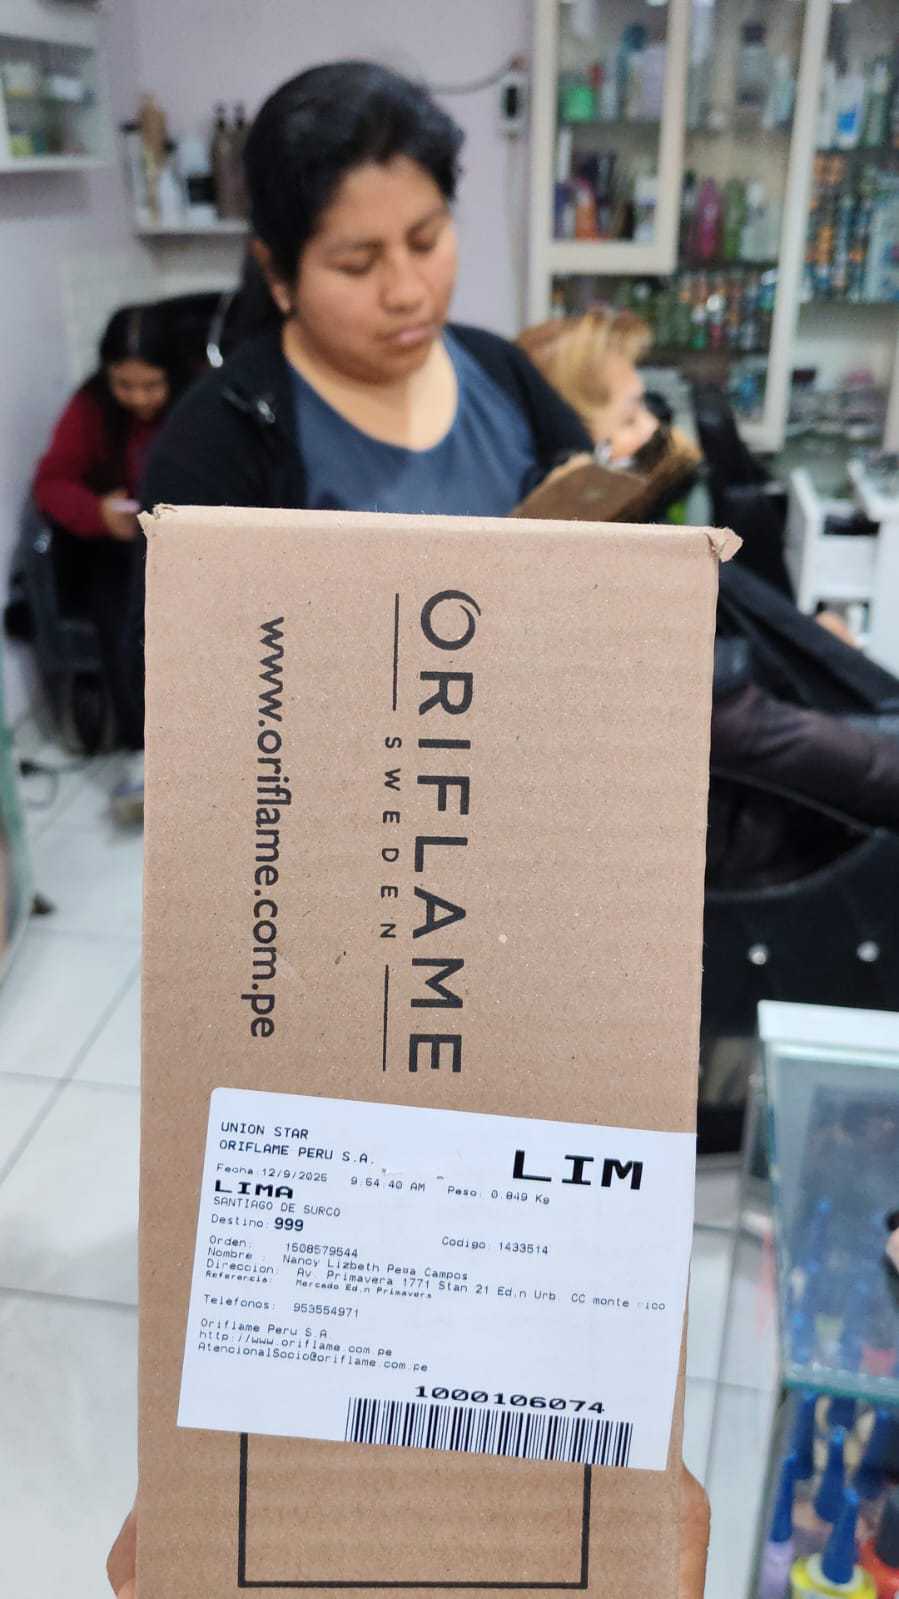 ORIFLAME
SWEDEN
www.oriflame.com.pe
UNION STAR
ORIFLAME PERU S.A.
LIM
Fecha:12/9/2025 9:54:40 AM Peso: 0.849 Kg
LIMA
SANTIAGO DE SURCO
Destino: 999
Orden: 1508579544 Codigo: 1433514
Nombre : Nancy Lizbeth Pena Campos
Direccion: Av. Primavera 1771 Stan 21 Ed.n Urb. CC monte rico
Referencia: Mercado Ed.n Primavera
Telefonos: 953554971
Oriflame Peru S.A.
http://www.oriflame.com.pe
AtencionalSocio@oriflame.com.pe
1000106074